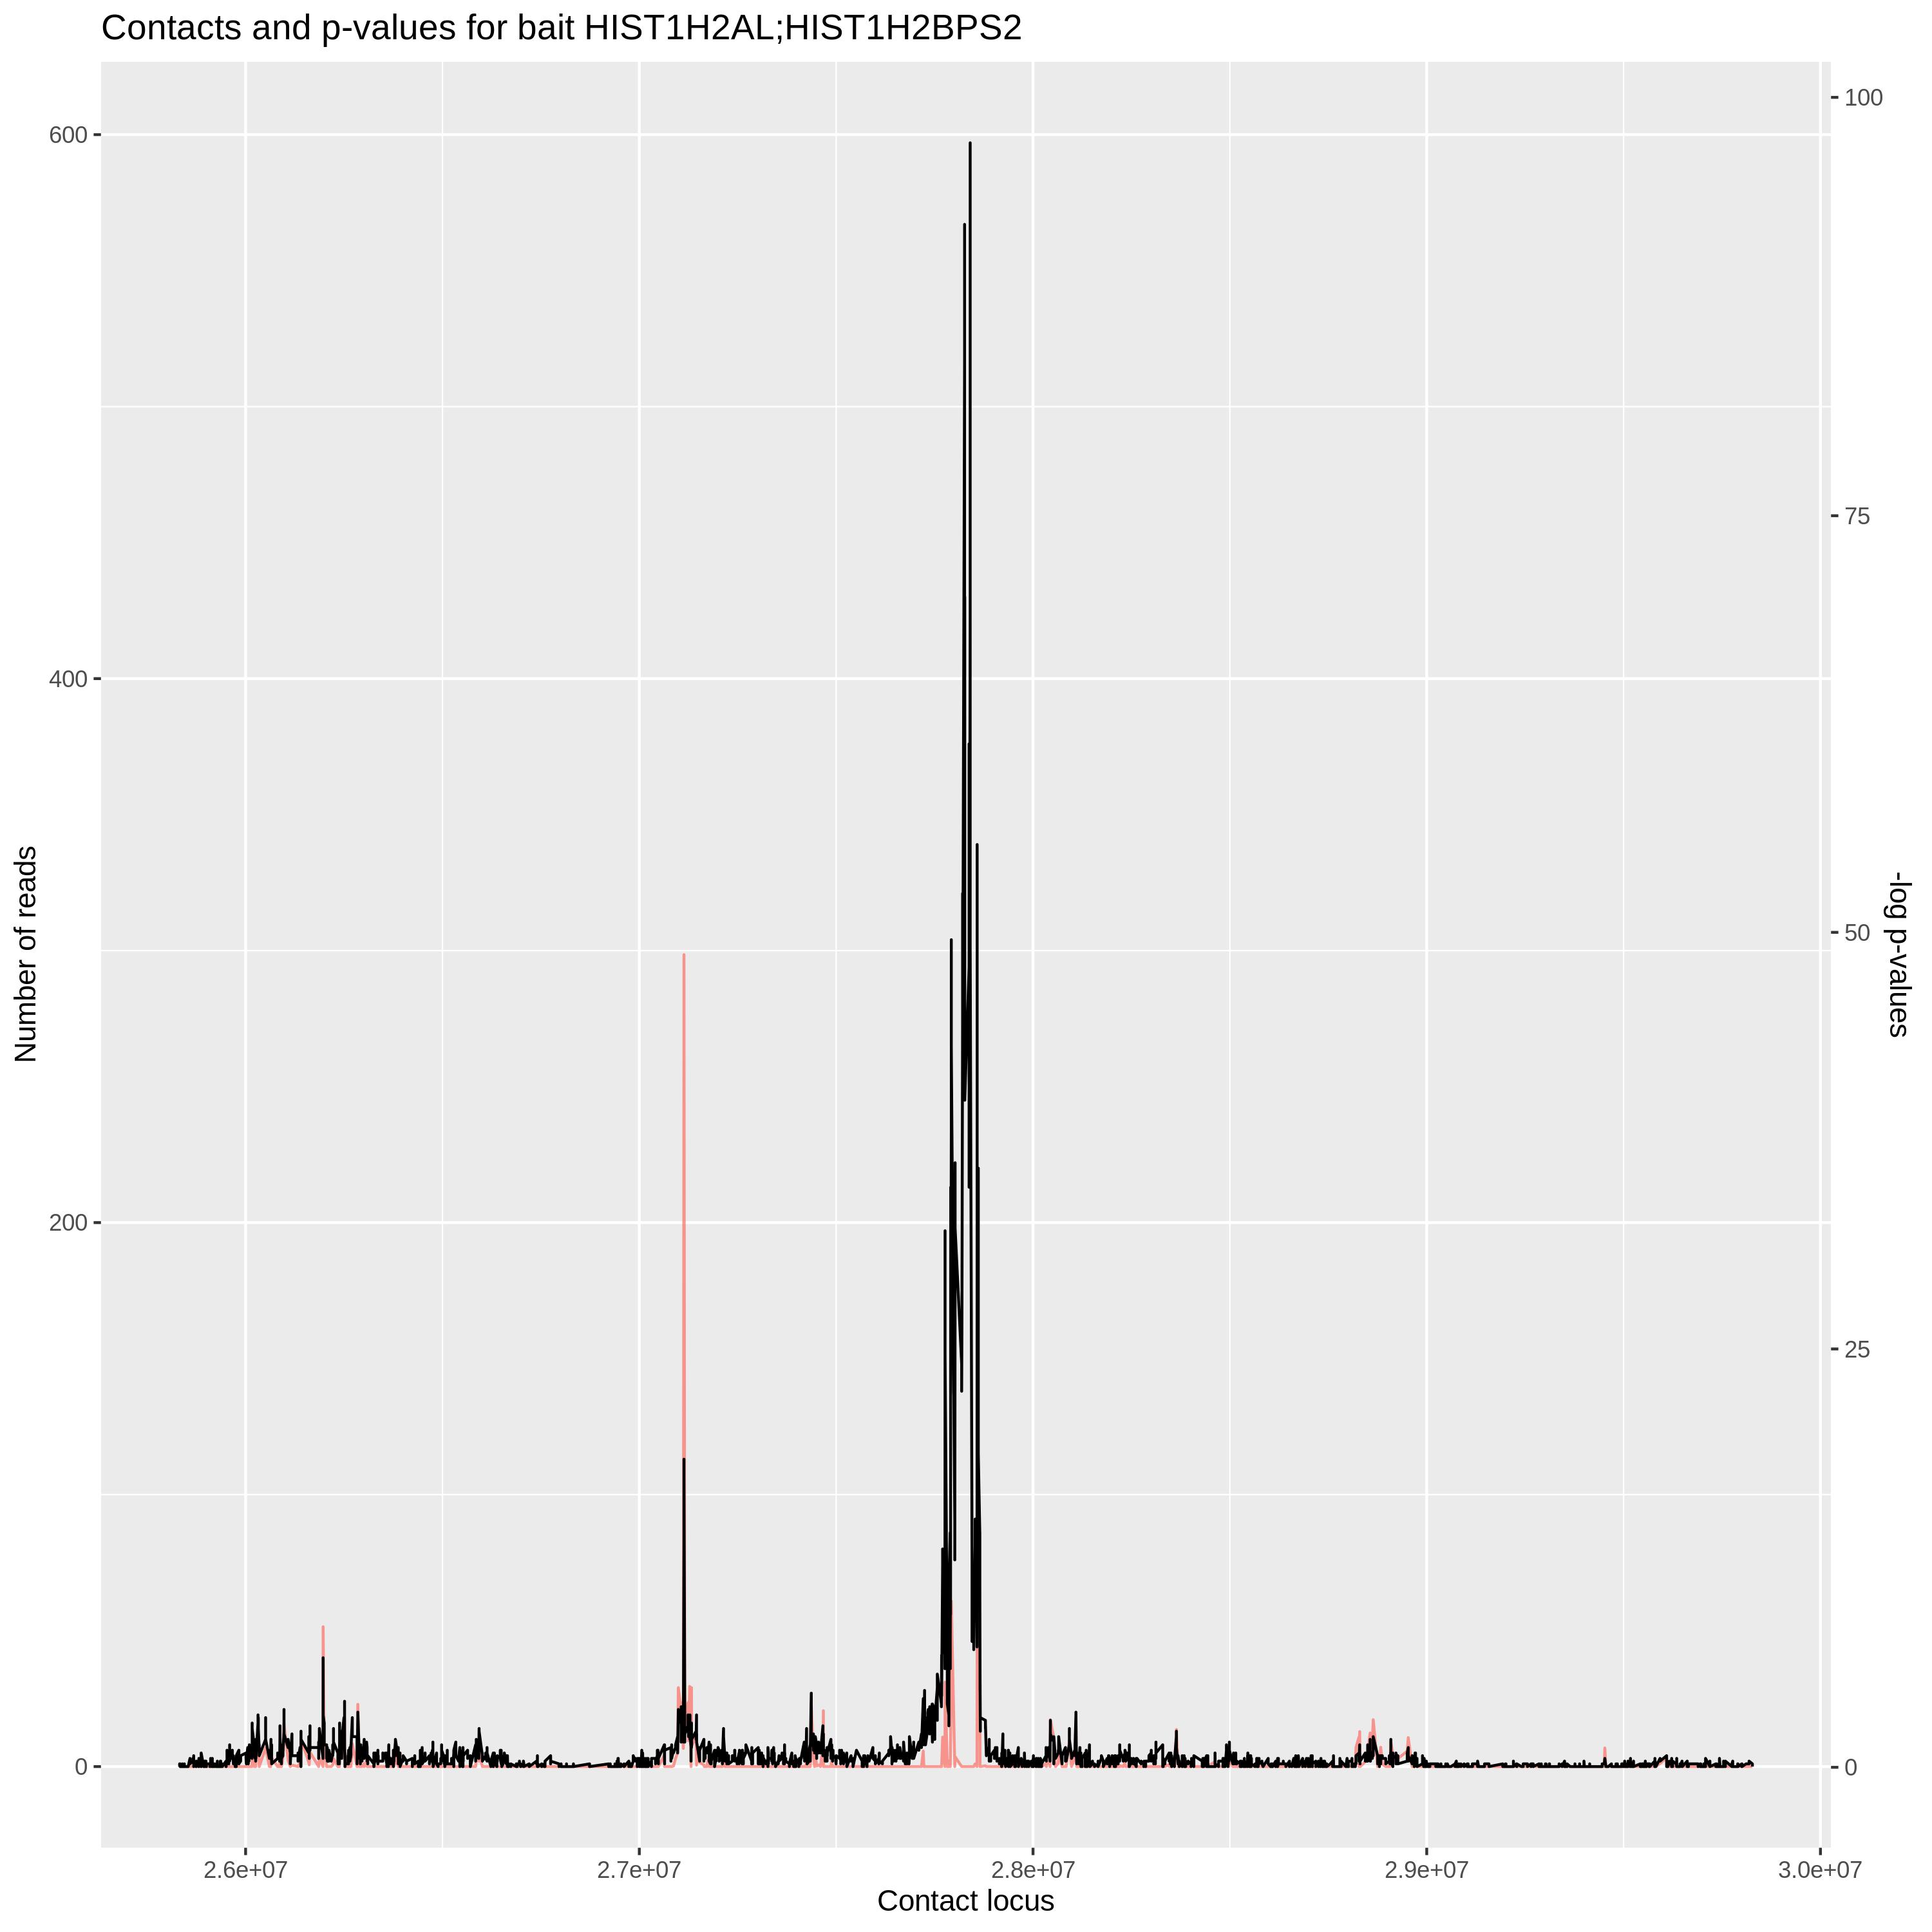 Contacts and p-values for bait HIST1H2AL;HIST1H2BPS2
600
400
200
0
Number of reads
100
75
50
25
0
-log p-values
2.6e+07 2.7e+07 2.8e+07 2.9e+07 3.0e+07
Contact locus